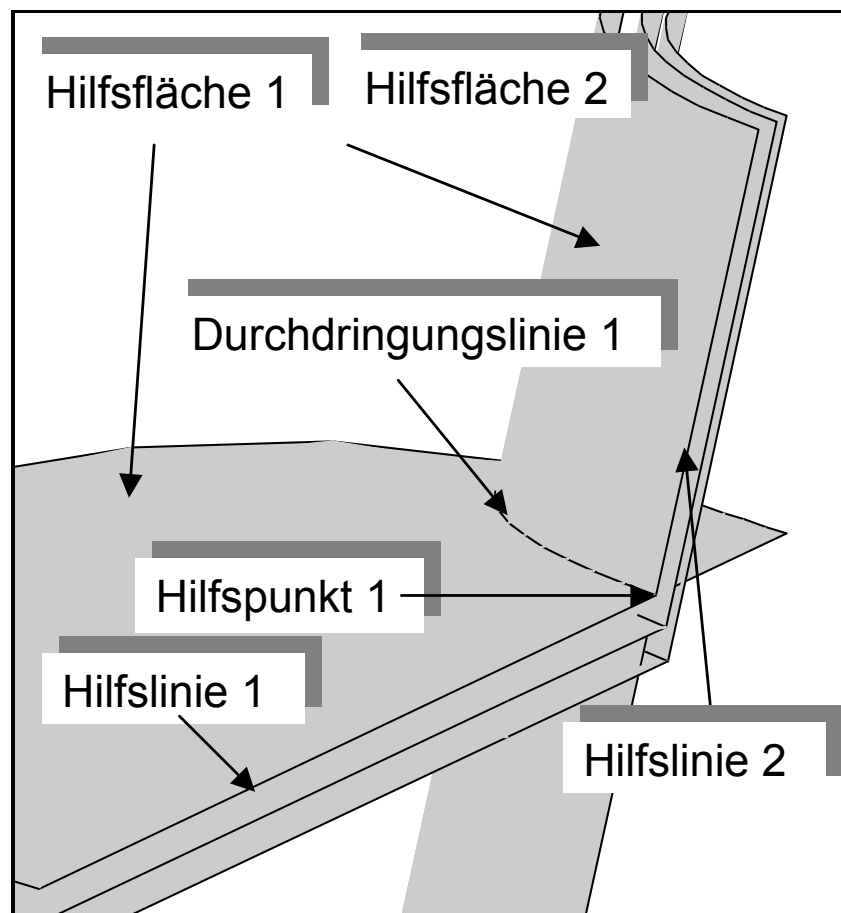 Hilfsfläche 1
Hilfsfläche 2
Durchdringungslinie 1
Hilfspunkt 1
Hilfslinie 1
Hilfslinie 2